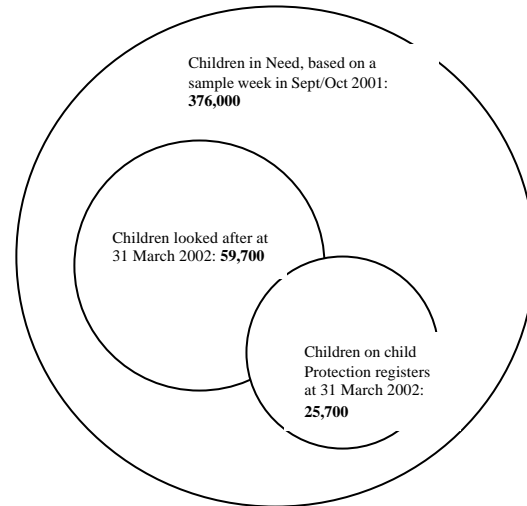 Children in Need, based on a
sample week in Sept/Oct 2001:
376,000
Children looked after at
31 March 2002: 59,700
Children on child
Protection registers
at 31 March 2002:
25,700